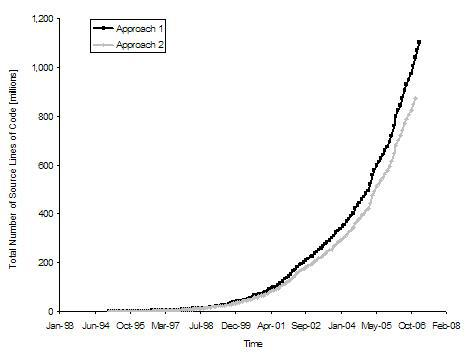 1,200
1,000
800
600
400
200
0
Total Number of Source Lines of Code [millions]
Approach 1
Approach 2
Jan-93 Jun-94 Oct-95 Mar-97 Jul-98 Dec-99 Apr-01 Sep-02 Jan-04 May-05 Oct-06 Feb-08
Time